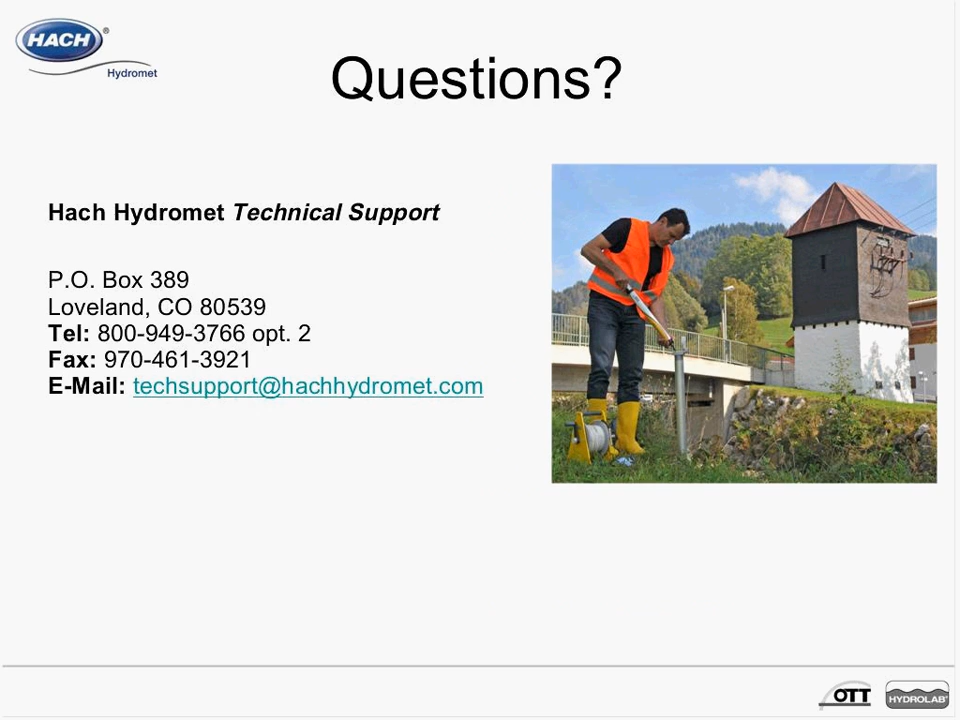 HACH
Hydromet
Questions?
Hach Hydromet Technical Support
P.O. Box 389
Loveland, CO 80539
Tel: 800-949-3766 opt. 2
Fax: 970-461-3921
E-Mail: techsupport@hachhydromet.com
OTT
HYDROLAB